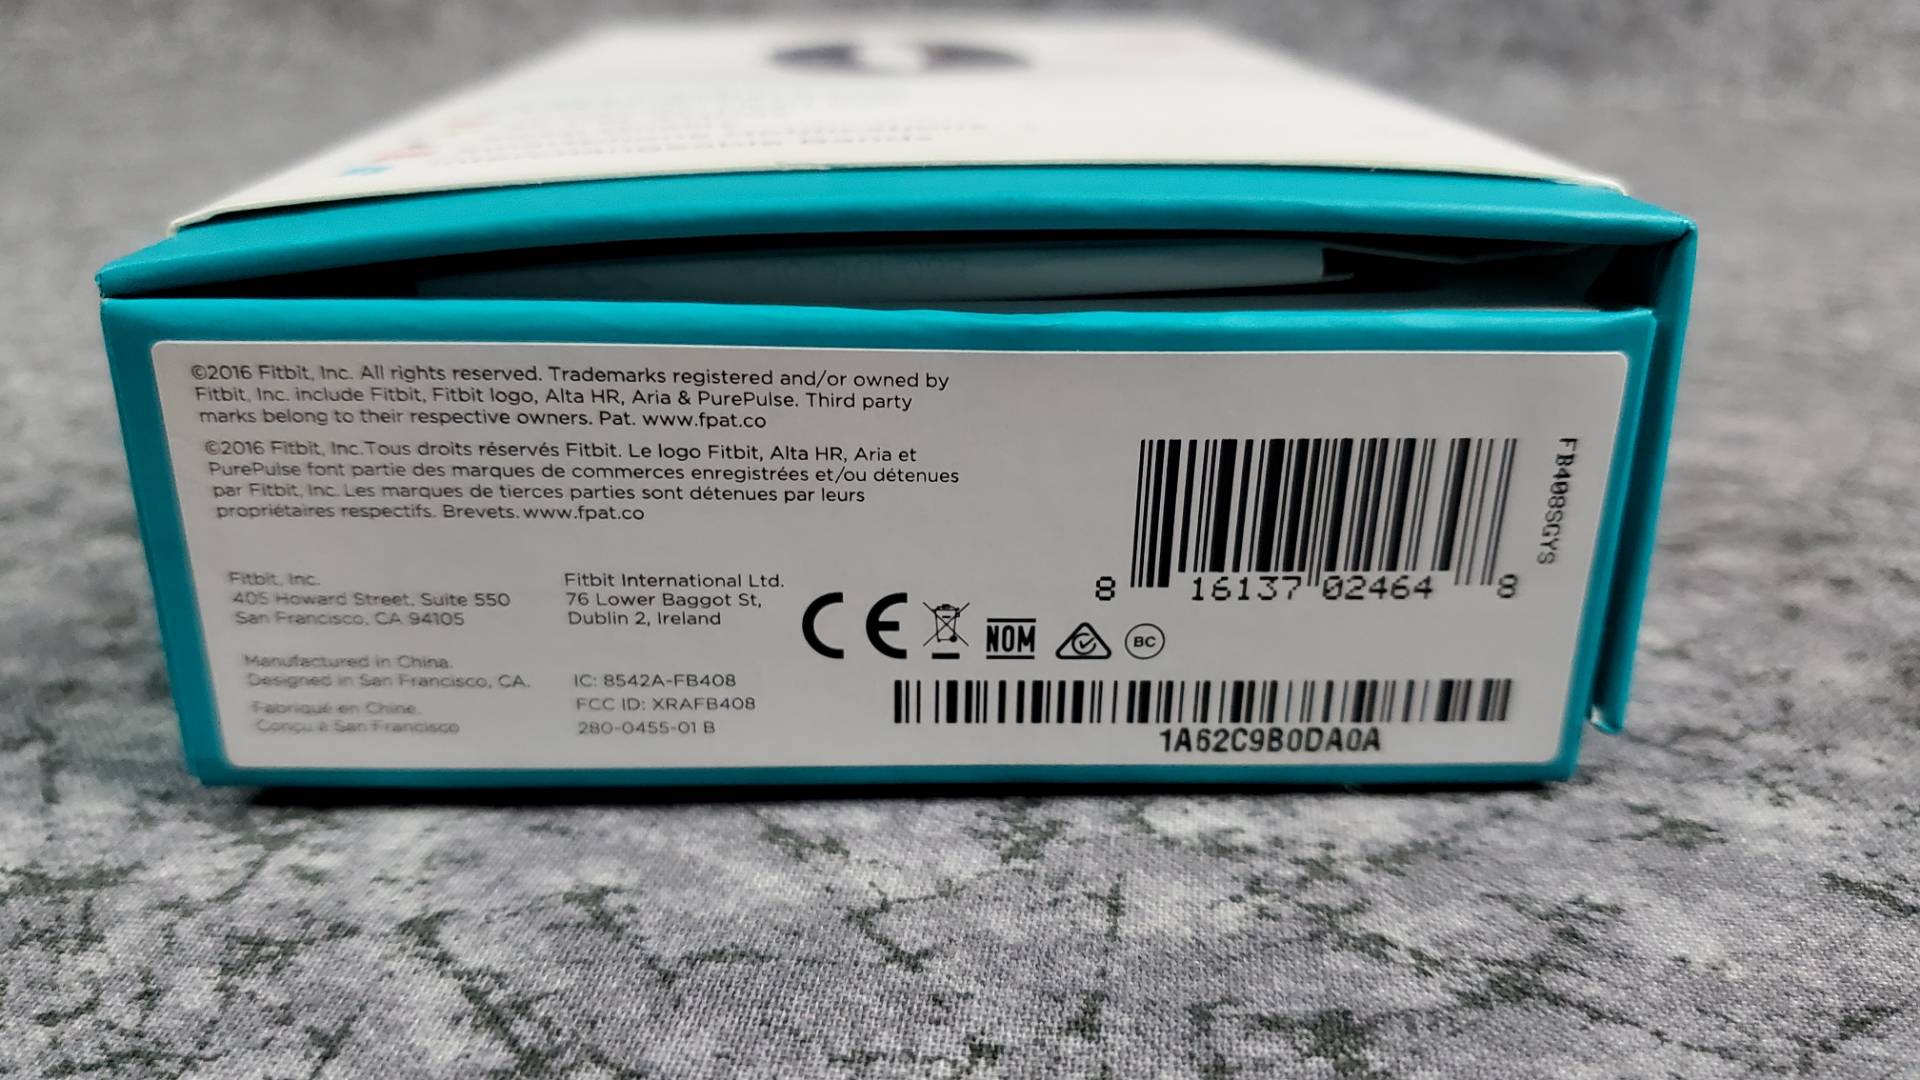 ©2016 Fitbit, Inc. All rights reserved. Trademarks registered and/or owned by
Fitbit, Inc. include Fitbit, Fitbit logo, Alta HR, Aria & PurePulse. Third party
marks belong to their respective owners. Pat. www.fpat.co
©2016 Fitbit, Inc.Tous droits réservés Fitbit. Le logo Fitbit, Alta HR, Aria et
PurePulse font partie des marques de commerces enregistrées et/ou détenues
par Fitbit, Inc. Les marques de tierces parties sont détenues par leurs
propriétaires respectifs. Brevets. www.fpat.co
Fitbit, Inc.
405 Howard Street, Suite 550
San Francisco, CA 94105
Manufactured in China.
Designed in San Francisco, CA.
Fabriqué en Chine.
Conçu à San Francisco
Fitbit International Ltd.
76 Lower Baggot St,
Dublin 2, Ireland
IC: 8542A-FB408
FCC ID: XRAFB408
280-0455-01 B
CE
NOM
BC
8 16137 02464 8
FB408SGYS
1A62C9B0DA0A